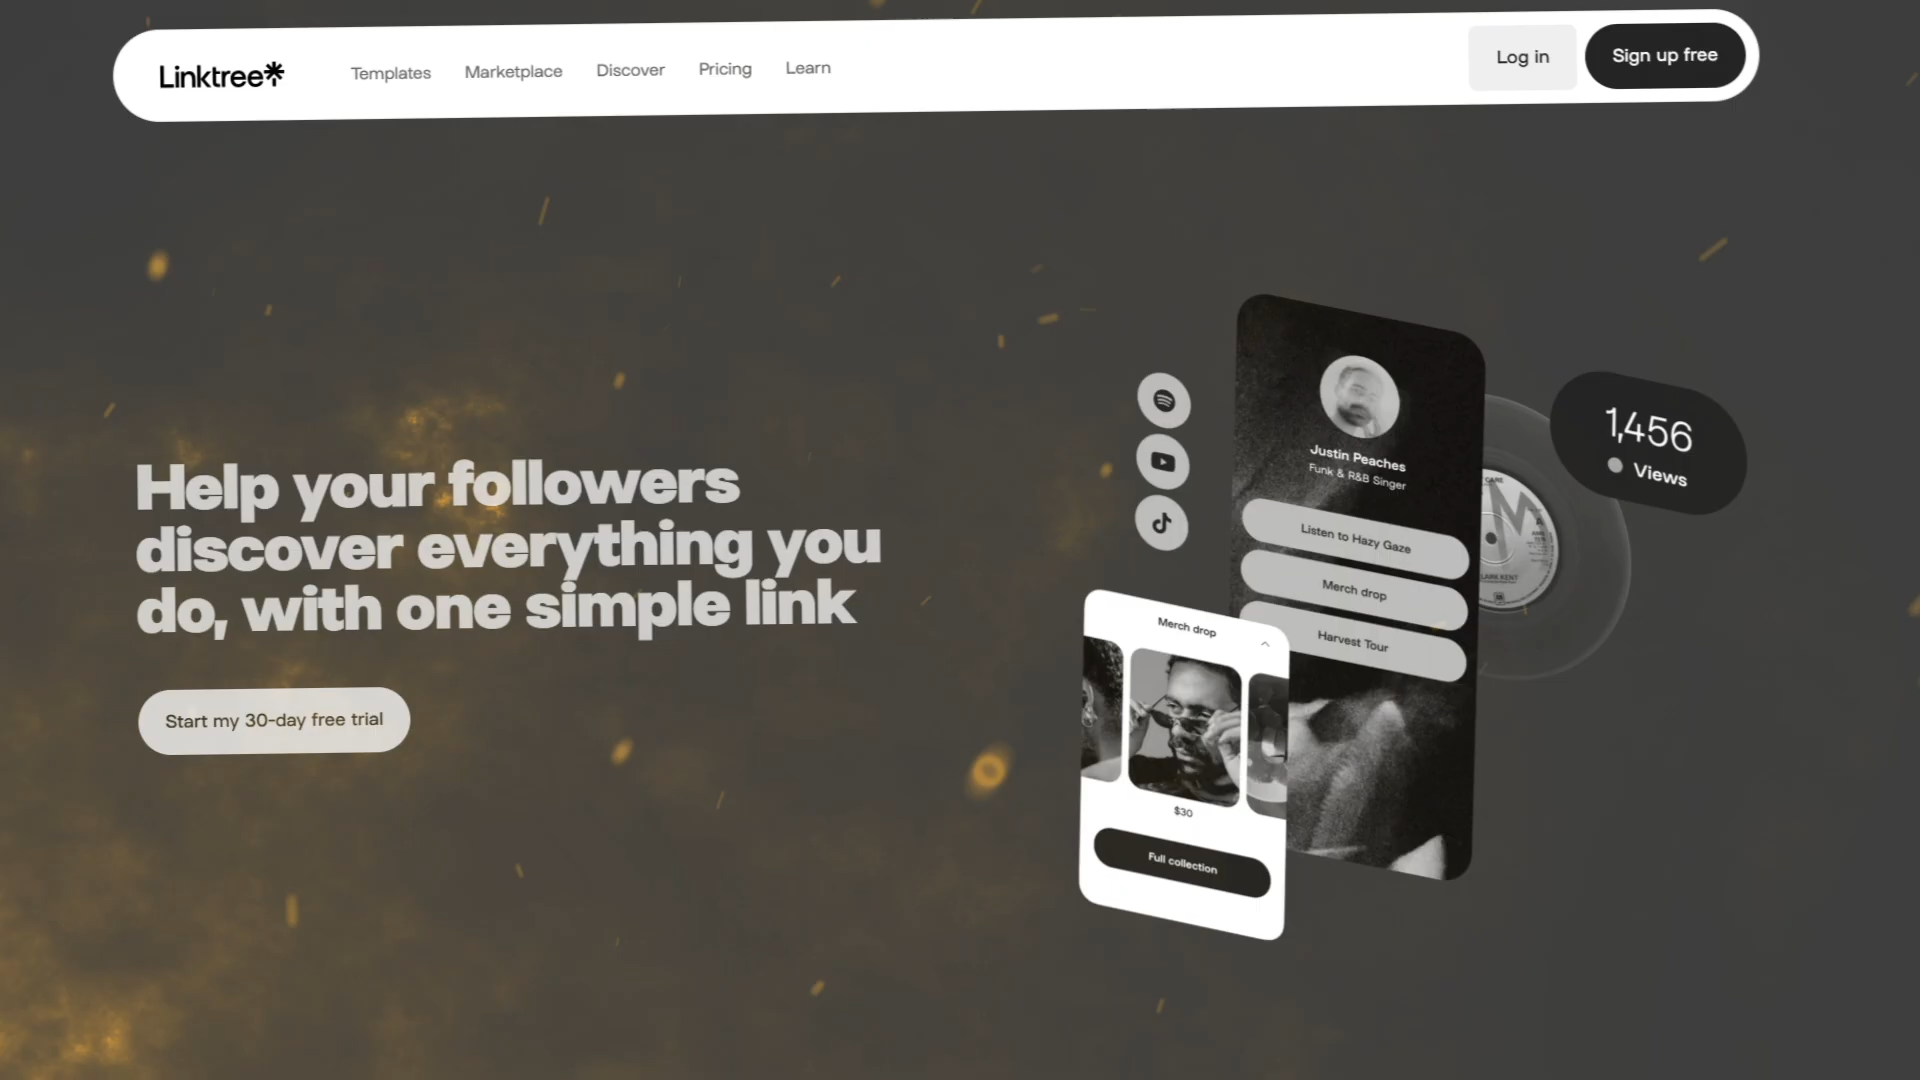 Linktree
Templates
Marketplace
Discover
Pricing
Learn
Log in
Sign up free
Help your followers
discover everything you
do, with one simple link
Start my 30-day free trial
Justin Peaches
Funk & R&B Singer
Listen to Hazy Gaze
Merch drop
Harvest Tour
1,456
Views
Merch drop
$30
Full collection